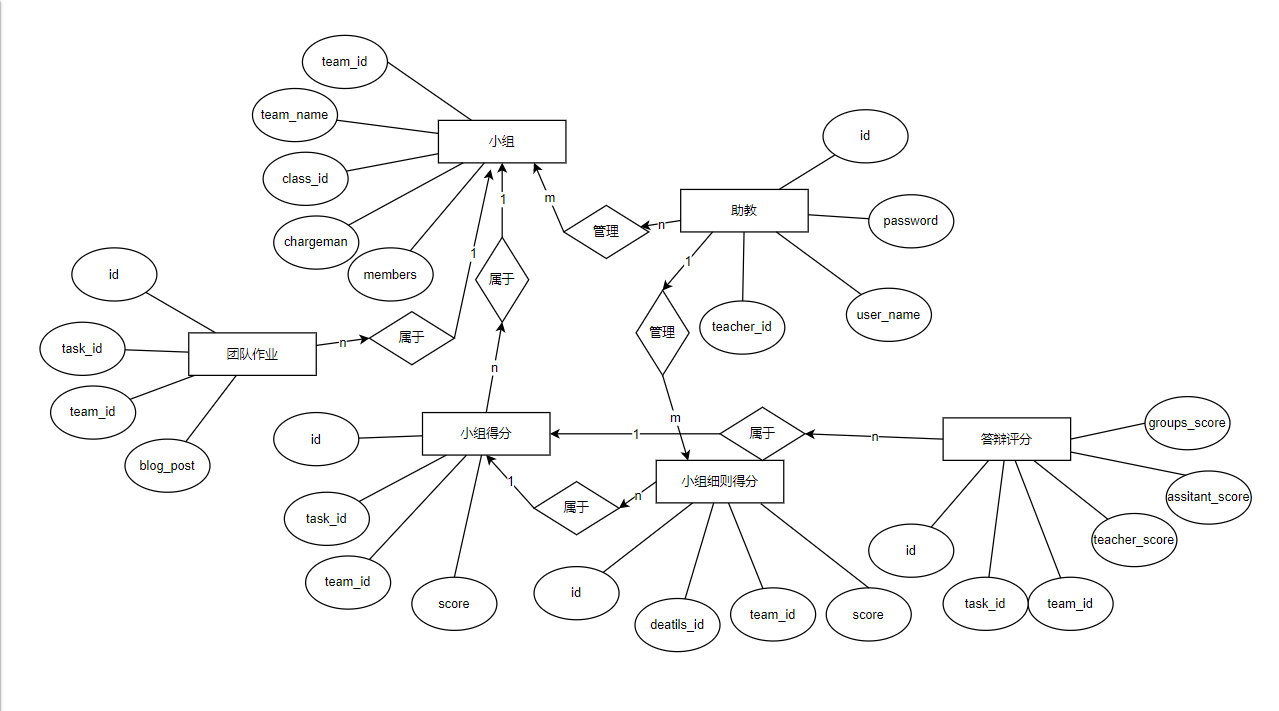 team_id
team_name
小组
class_id
chargeman
members
id
助教
password
user_name
teacher_id
m
管理
n
1
管理
m
1
属于
n
1
属于
n
id
团队作业
task_id
team_id
blog_post
id
小组得分
task_id
team_id
score
1
属于
n
1
属于
n
小组细则得分
id
deatils_id
team_id
score
答辩评分
groups_score
assitant_score
teacher_score
id
task_id
team_id